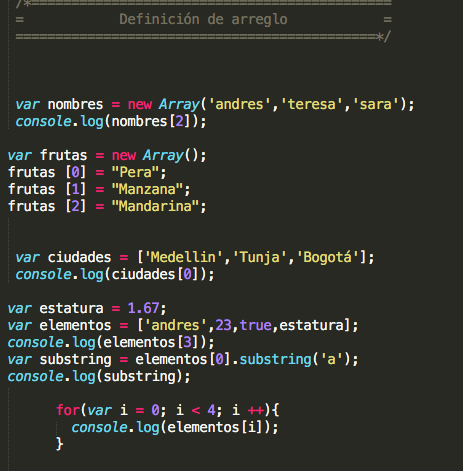 /*=============================================
=            Definición de arreglo            =
=============================================*/
var nombres = new Array('andres','teresa','sara');
console.log(nombres[2]);
var frutas = new Array();
frutas [0] = "Pera";
frutas [1] = "Manzana";
frutas [2] = "Mandarina";
var ciudades = ['Medellin','Tunja','Bogotá'];
console.log(ciudades[0]);
var estatura = 1.67;
var elementos = ['andres',23,true,estatura];
console.log(elementos[3]);
var substring = elementos[0].substring('a');
console.log(substring);
for(var i = 0; i < 4; i ++){
console.log(elementos[i]);
}